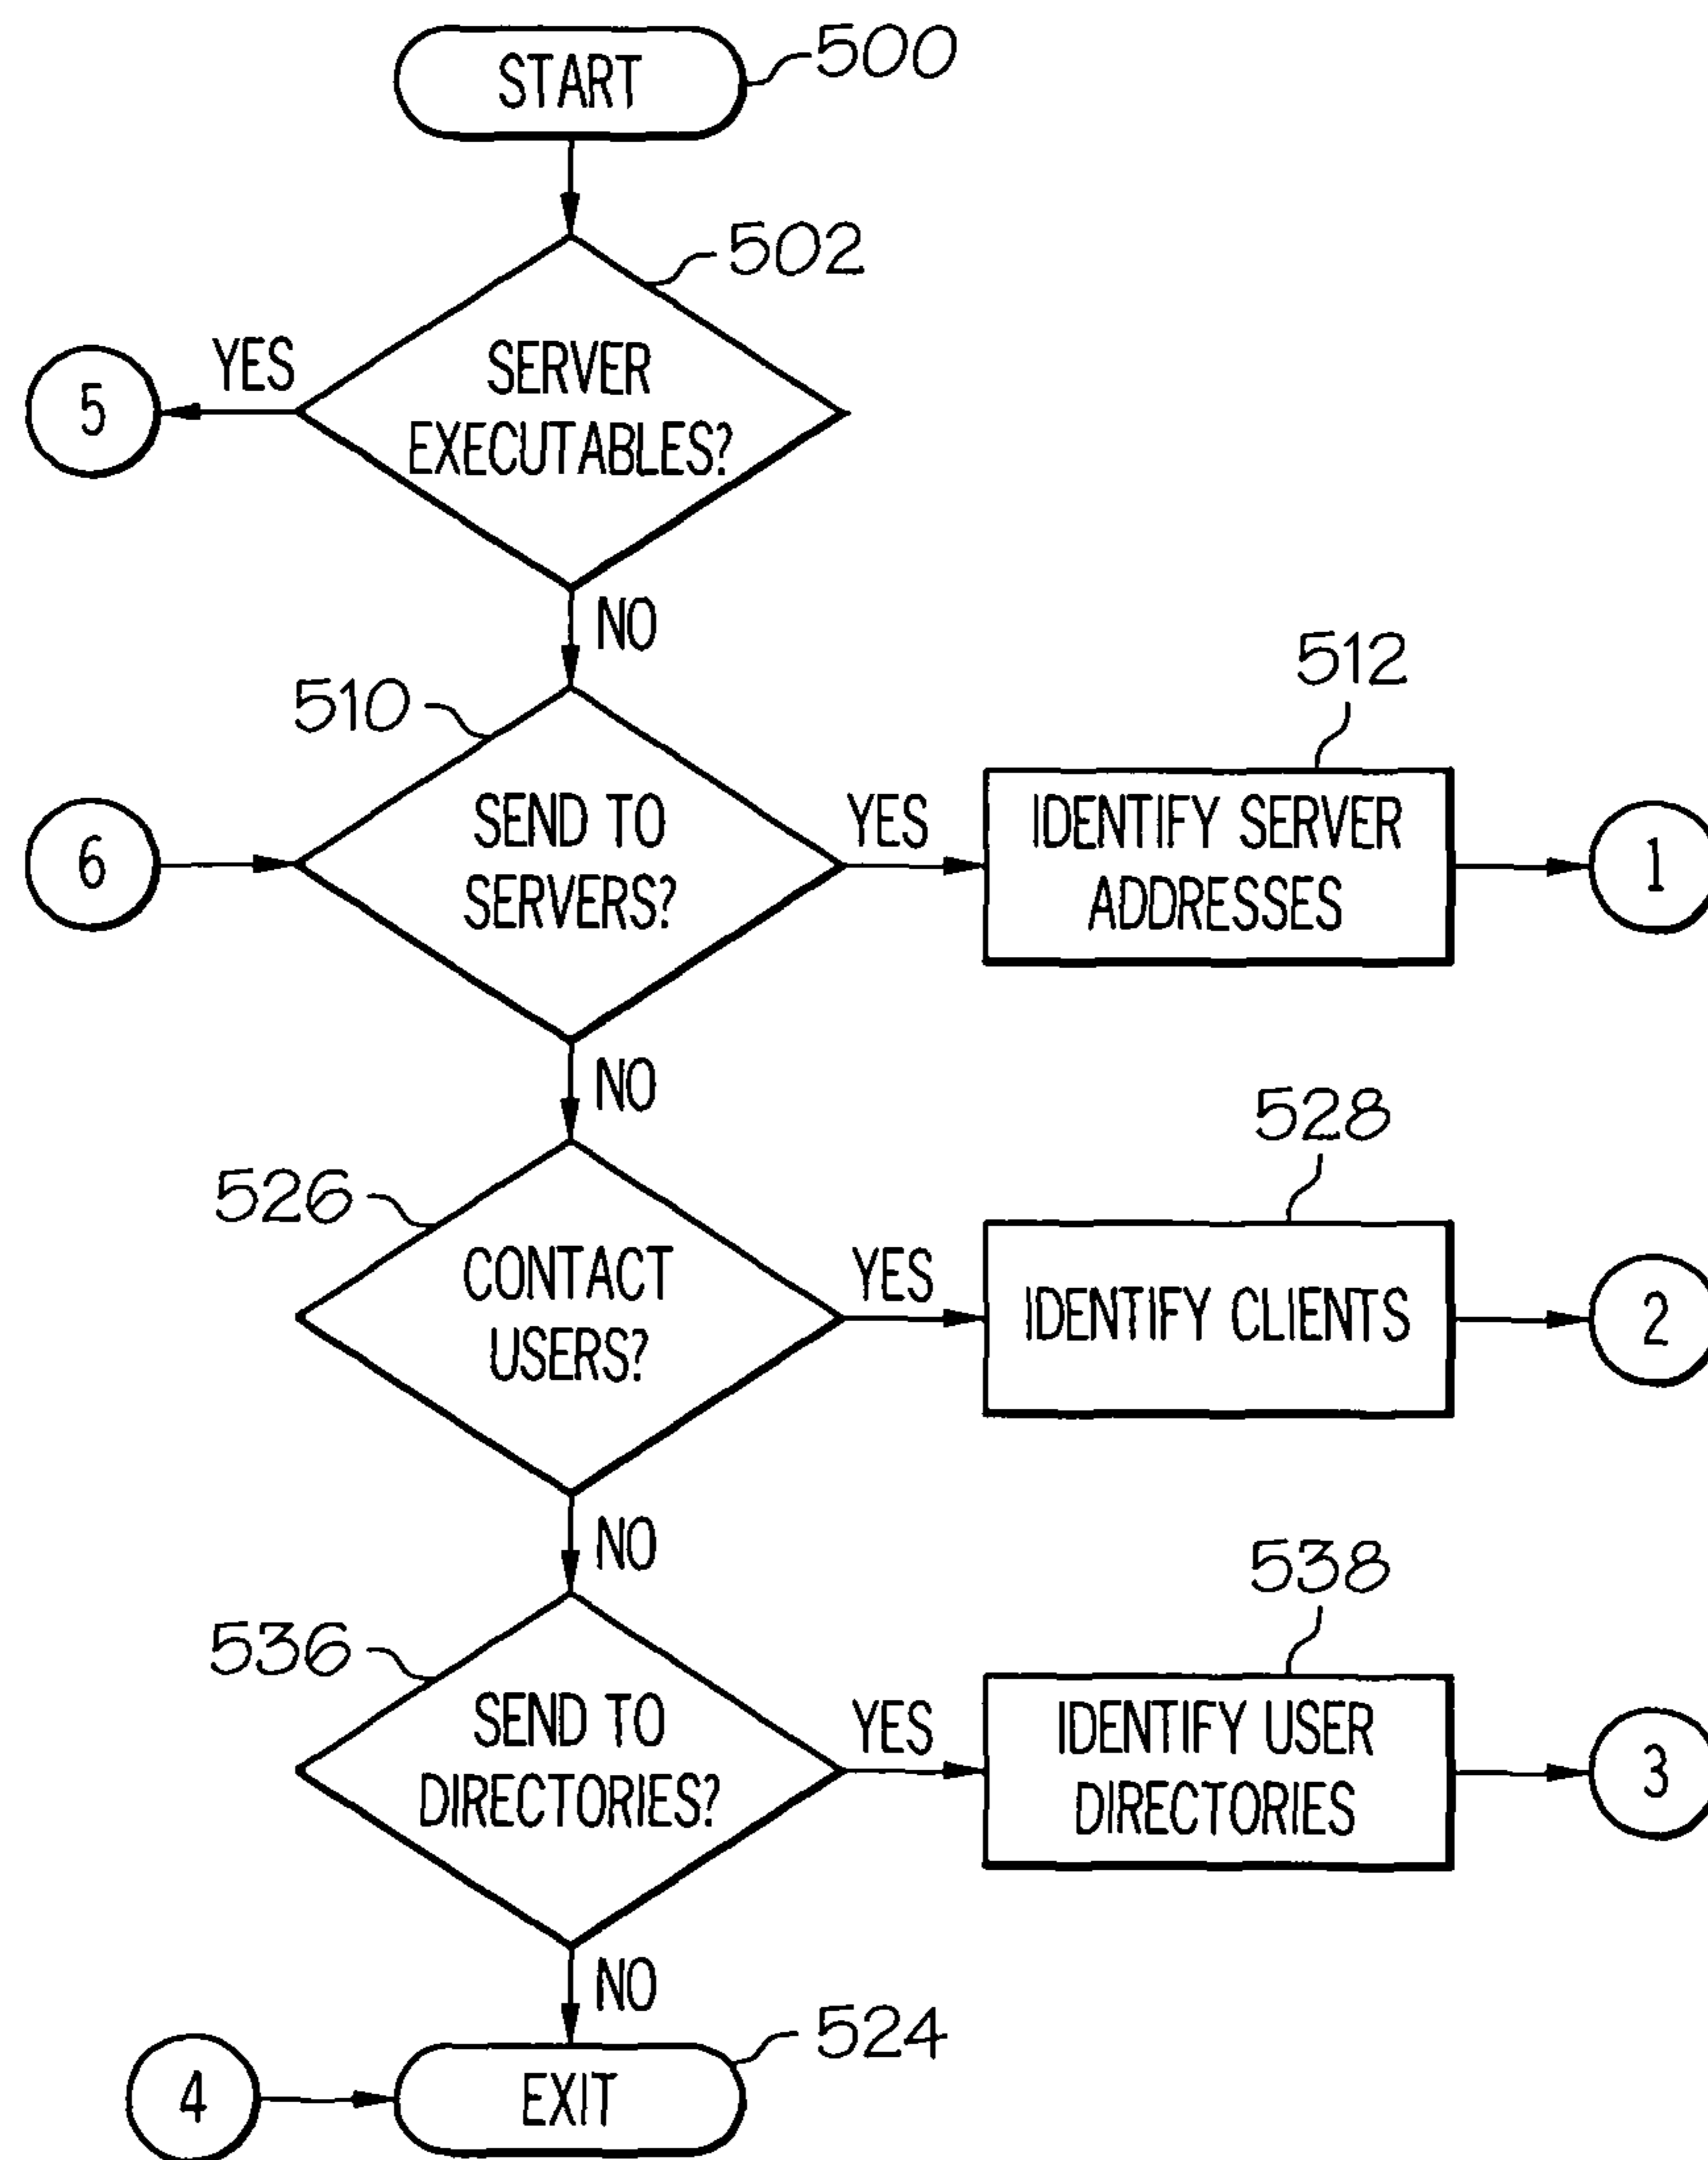 START
500
502
YES
5
SERVER
EXECUTABLES?
NO
510
512
6
SEND TO
SERVERS?
YES
IDENTIFY SERVER
ADDRESSES
1
NO
526
528
CONTACT
USERS?
YES
IDENTIFY CLIENTS
2
NO
536
538
SEND TO
DIRECTORIES?
YES
IDENTIFY USER
DIRECTORIES
3
NO
524
4
EXIT